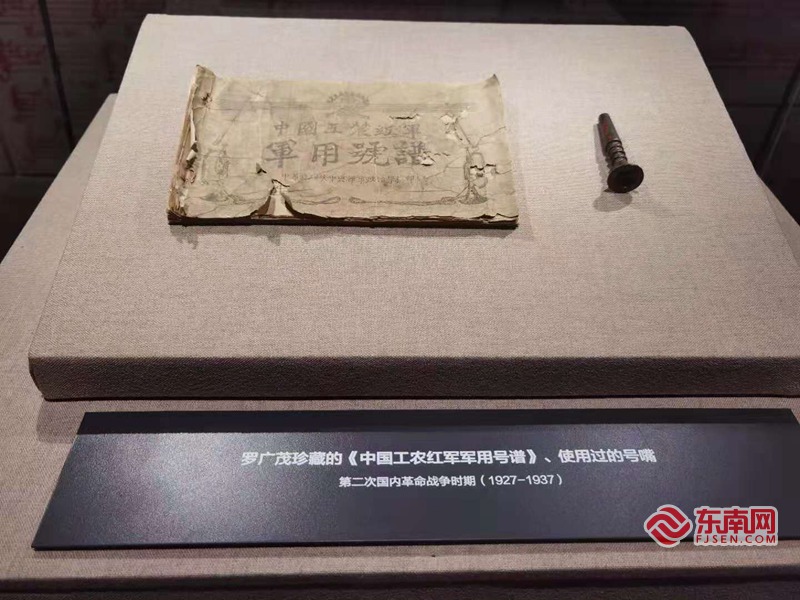 中國工农红軍
軍用號譜
罗广茂珍藏的《中国工农红军军用号谱》、使用过的号嘴
第二次国内革命战争时期（1927-1937）
东南网
FJSEN.COM